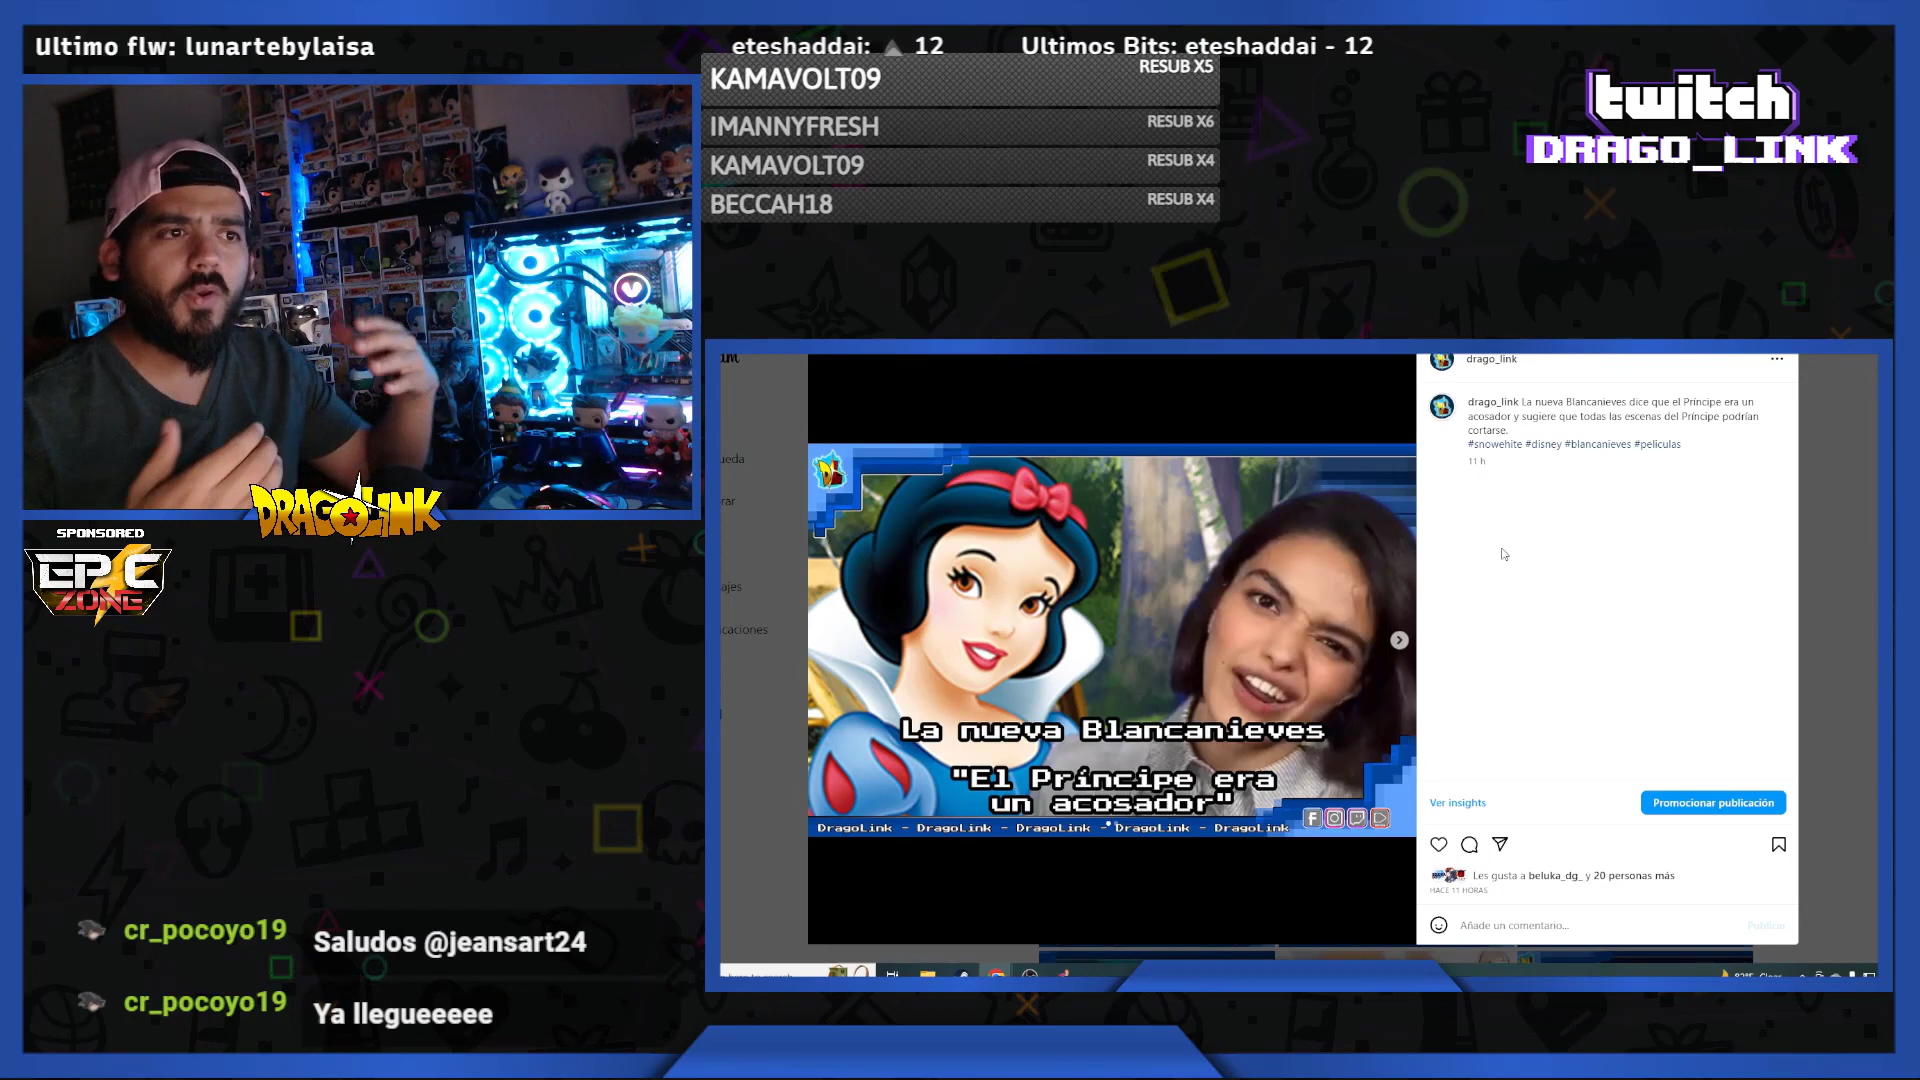 Ultimo flw: lunartebylaisa
eteshaddai: 12
Ultimos Bits: eteshaddai - 12
KAMAVOLT09 RESUB X5
IMANNYFRESH RESUB X6
KAMAVOLT09 RESUB X4
BECCAH18 RESUB X4
twitch
DRAGO_LINK
DRAGOLINK
SPONSORED
EPIC
ZONE
drago_link
drago_link La nueva Blancanieves dice que el Príncipe era un
acosador y sugiere que todas las escenas del Príncipe podrían
cortarse.
#snowehite #disney #blancanieves #peliculas
11 h
La nueva Blancanieves
"El Príncipe era
un acosador"
DragoLink - DragoLink - DragoLink - DragoLink - DragoLink
Ver insights
Promocionar publicación
Les gusta a beluka_dg_ y 20 personas más
HACE 11 HORAS
Añade un comentario...
Publicar
cr_pocoyo19 Saludos @jeansart24
cr_pocoyo19 Ya llegueeeee